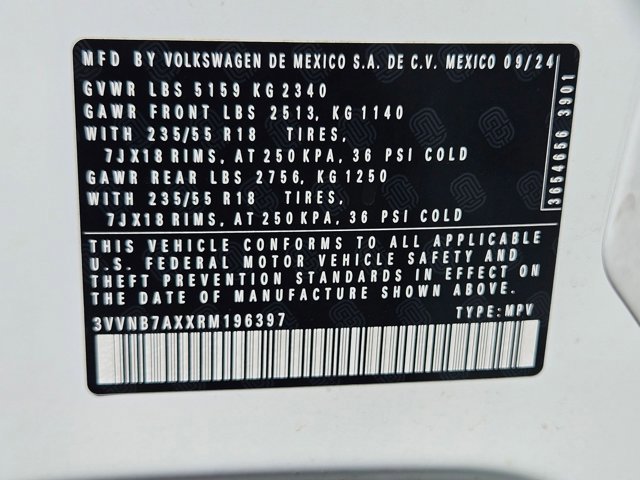 MFD BY VOLKSWAGEN DE MEXICO S.A. DE C.V. MEXICO 09/24
GVWR LBS 5159 KG 2340
GAWR FRONT LBS 2513, KG 1140
WITH 235/55 R18 TIRES,
7JX18 RIMS, AT 250 KPA, 36 PSI COLD
GAWR REAR LBS 2756, KG 1250
WITH 235/55 R18 TIRES,
7JX18 RIMS, AT 250 KPA, 36 PSI COLD
THIS VEHICLE CONFORMS TO ALL APPLICABLE
U.S. FEDERAL MOTOR VEHICLE SAFETY AND
THEFT PREVENTION STANDARDS IN EFFECT ON
THE DATE OF MANUFACTURE SHOWN ABOVE.
3VVNB7AXXRM196397 TYPE: MPV
3654656 3901